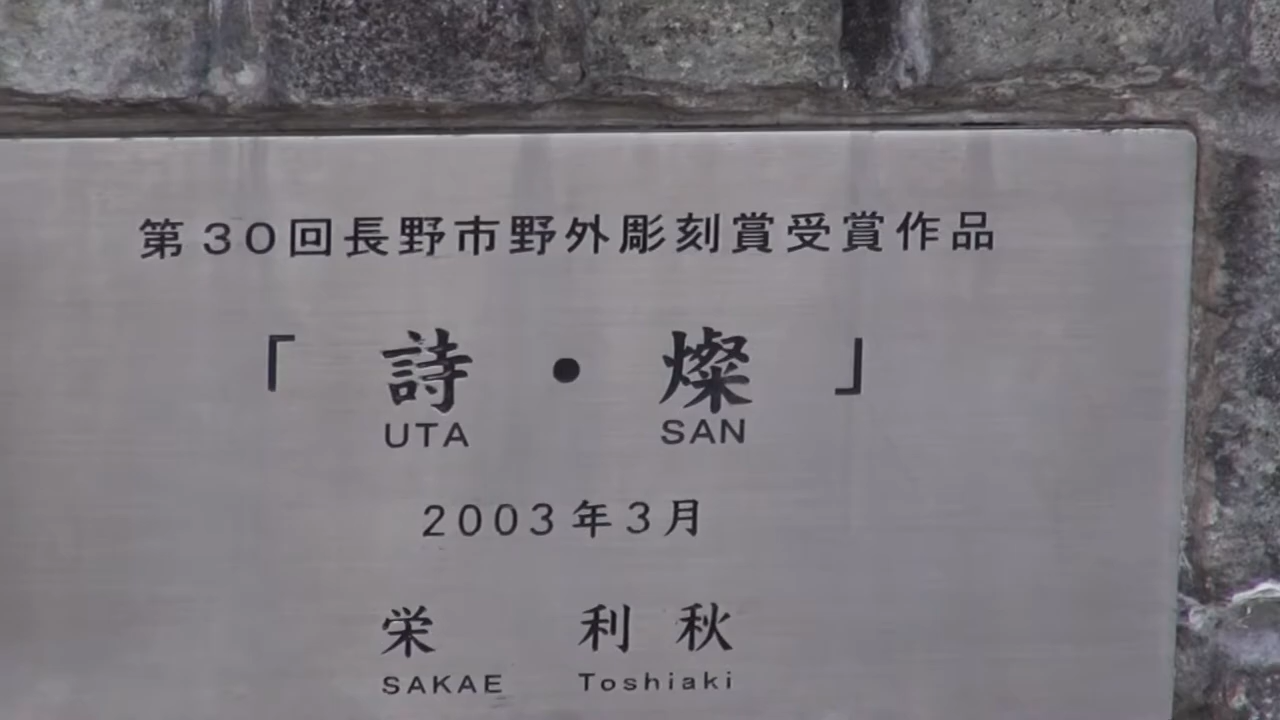 第30回長野市野外彫刻賞受賞作品
「詩・燦」
UTA SAN
2003年3月
栄 利秋
SAKAE Toshiaki